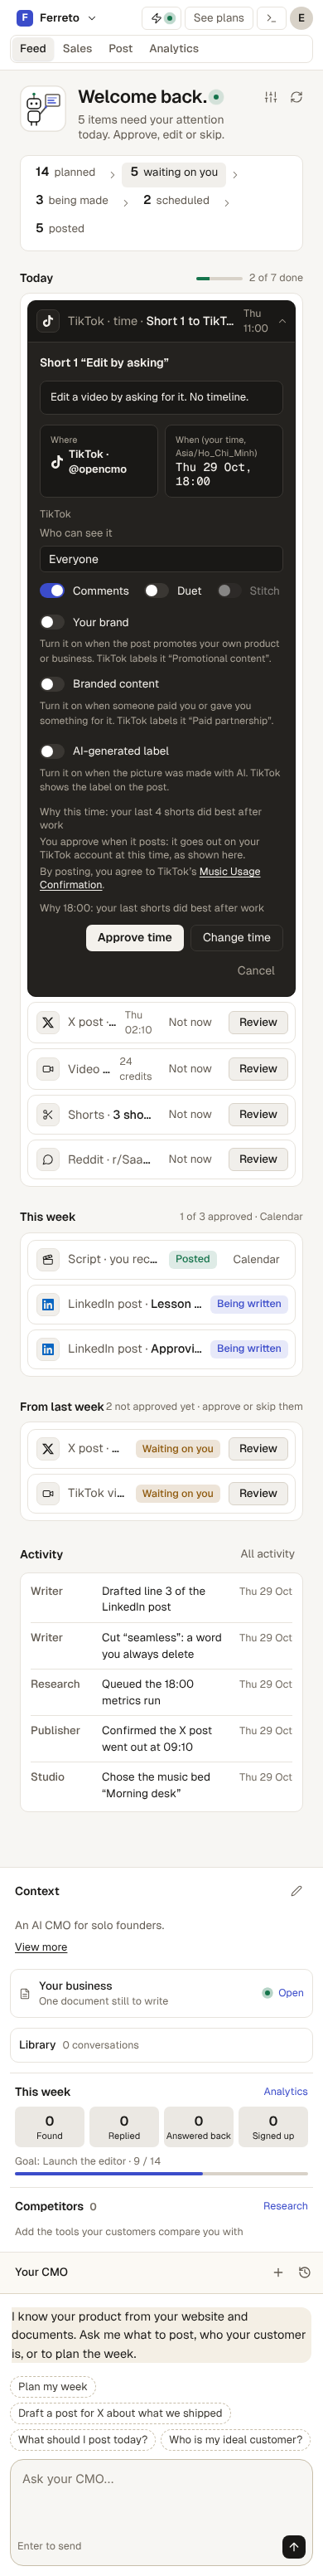 F Ferreto
See plans
E
Feed Sales Post Analytics
Welcome back.
5 items need your attention
today. Approve, edit or skip.
14 planned 5 waiting on you
3 being made 2 scheduled
5 posted
Today 2 of 7 done
TikTok · time · Short 1 to TikT... Thu 11:00
Short 1 “Edit by asking”
Edit a video by asking for it. No timeline.
Where
TikTok ·
@opencmo
When (your time,
Asia/Ho_Chi_Minh)
Thu 29 Oct,
18:00
TikTok
Who can see it
Everyone
Comments Duet Stitch
Your brand
Turn it on when the post promotes your own product
or business. TikTok labels it “Promotional content”.
Branded content
Turn it on when someone paid you or gave you
something for it. TikTok labels it “Paid partnership”.
AI-generated label
Turn it on when the picture was made with AI. TikTok
shows the label on the post.
Why this time: your last 4 shorts did best after
work
You approve when it posts: it goes out on your
TikTok account at this time, as shown here.
By posting, you agree to TikTok’s Music Usage
Confirmation.
Why 18:00: your last shorts did best after work
Approve time Change time
Cancel
X post ·... Thu 02:10 Not now Review
Video ... 24 credits Not now Review
Shorts · 3 sho... Not now Review
Reddit · r/Saa... Not now Review
This week 1 of 3 approved · Calendar
Script · you rec... Posted Calendar
LinkedIn post · Lesson ... Being written
LinkedIn post · Approvi... Being written
From last week 2 not approved yet · approve or skip them
X post · ... Waiting on you Review
TikTok vi... Waiting on you Review
Activity All activity
Writer Drafted line 3 of the Thu 29 Oct
LinkedIn post
Writer Cut “seamless”: a word Thu 29 Oct
you always delete
Research Queued the 18:00 Thu 29 Oct
metrics run
Publisher Confirmed the X post Thu 29 Oct
went out at 09:10
Studio Chose the music bed Thu 29 Oct
“Morning desk”
Context
An AI CMO for solo founders.
View more
Your business
One document still to write
Open
Library 0 conversations
This week Analytics
0 0 0 0
Found Replied Answered back Signed up
Goal: Launch the editor · 9 / 14
Competitors 0 Research
Add the tools your customers compare you with
Your CMO
I know your product from your website and
documents. Ask me what to post, who your customer
is, or to plan the week.
Plan my week
Draft a post for X about what we shipped
What should I post today? Who is my ideal customer?
Ask your CMO...
Enter to send